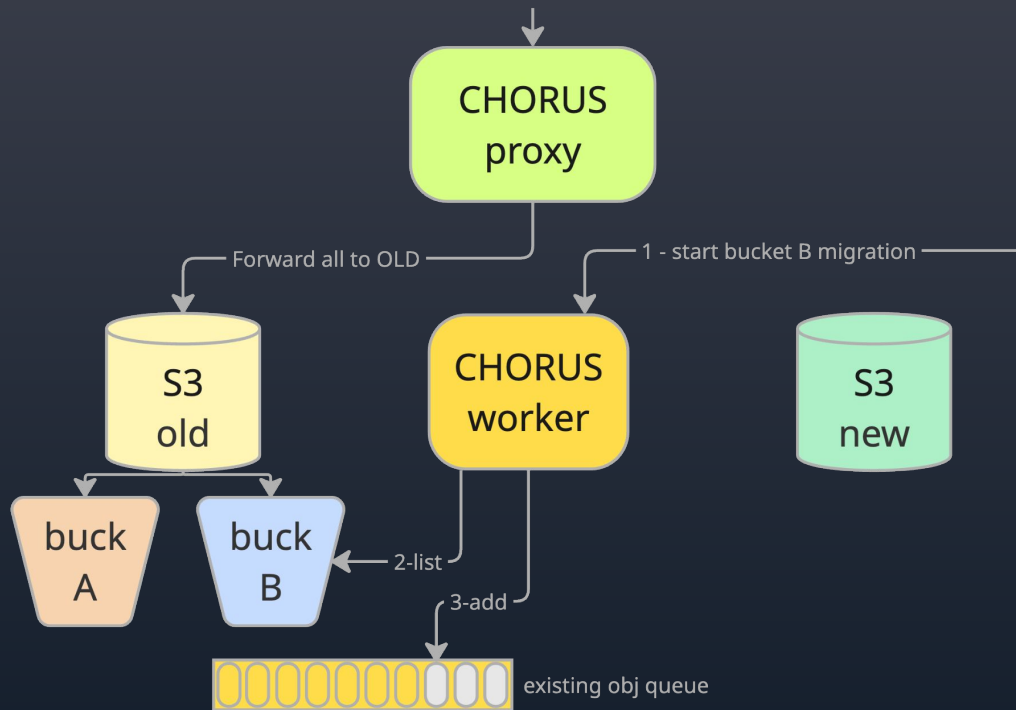 CHORUS
proxy
Forward all to OLD
1 - start bucket B migration
S3
old
CHORUS
worker
S3
new
buck
A
buck
B
2-list
3-add
existing obj queue